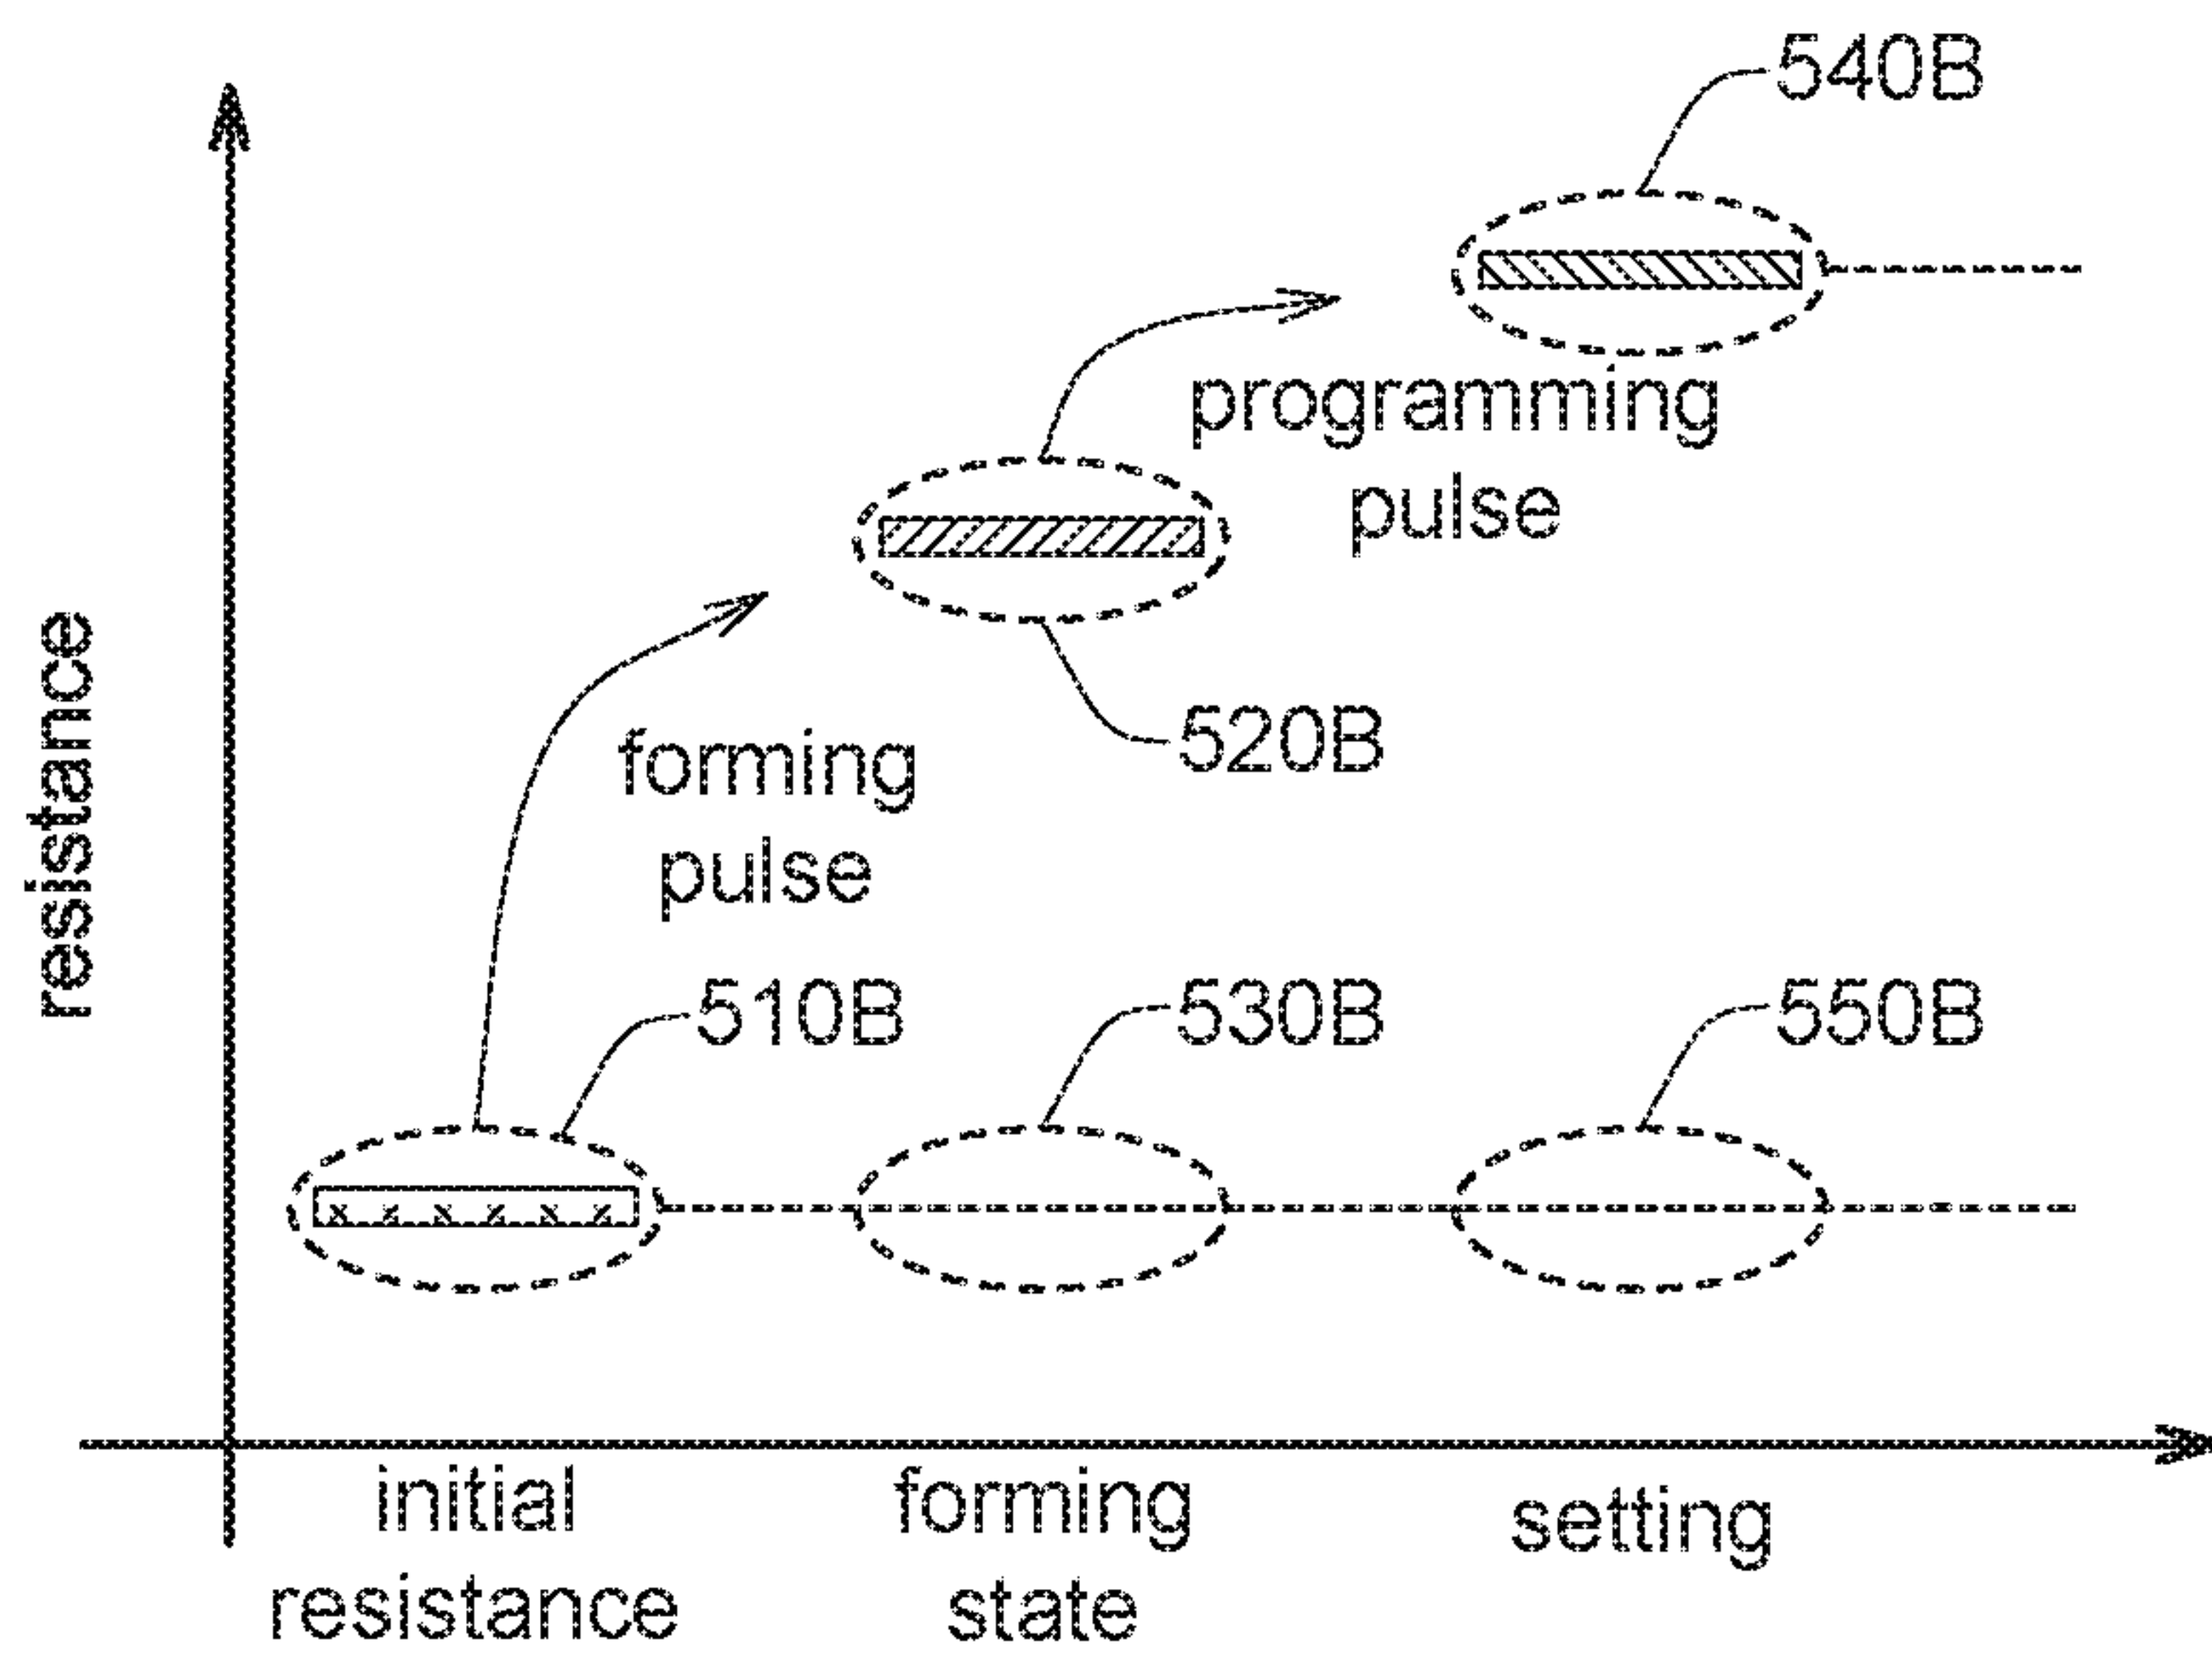 540B
programming
pulse
520B
resistance
forming
pulse
510B
530B
550B
initial
resistance
forming
state
setting